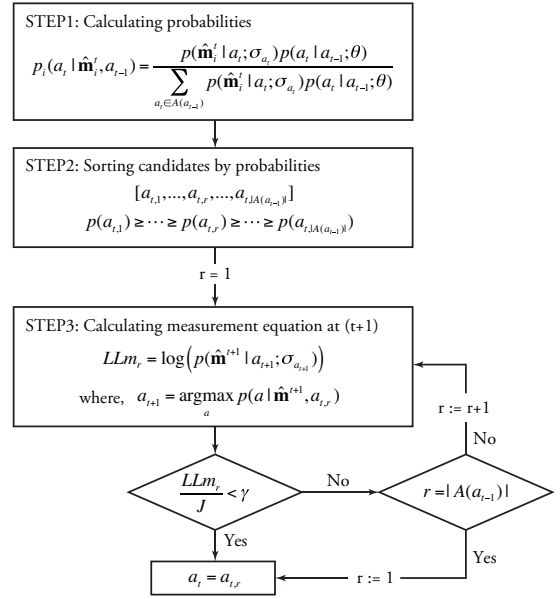 STEP1: Calculating probabilities
p_i(a_t | m̂_i^t, a_{t-1}) = p(m̂_i^t | a_t; σ_{a_t}) p(a_t | a_{t-1}; θ) / ∑_{a_t∈A(a_{t-1})} p(m̂_i^t | a_t; σ_{a_t}) p(a_t | a_{t-1}; θ)
STEP2: Sorting candidates by probabilities
[a_{t,1},...,a_{t,r},...,a_{t,|A(a_{t-1})|}]
p(a_{t,1}) ≥ ⋯ ≥ p(a_{t,r}) ≥ ⋯ ≥ p(a_{t,|A(a_{t-1})|})
r = 1
STEP3: Calculating measurement equation at (t+1)
LLm_r = log(p(m̂^{t+1} | a_{t+1}; σ_{a_{t+1}}))
where, a_{t+1} = argmax_a p(a | m̂^{t+1}, a_{t,r})
r := r+1
No
LLm_r / J < γ
No
r = | A(a_{t-1}) |
Yes
Yes
a_t = a_{t,r}
r := 1